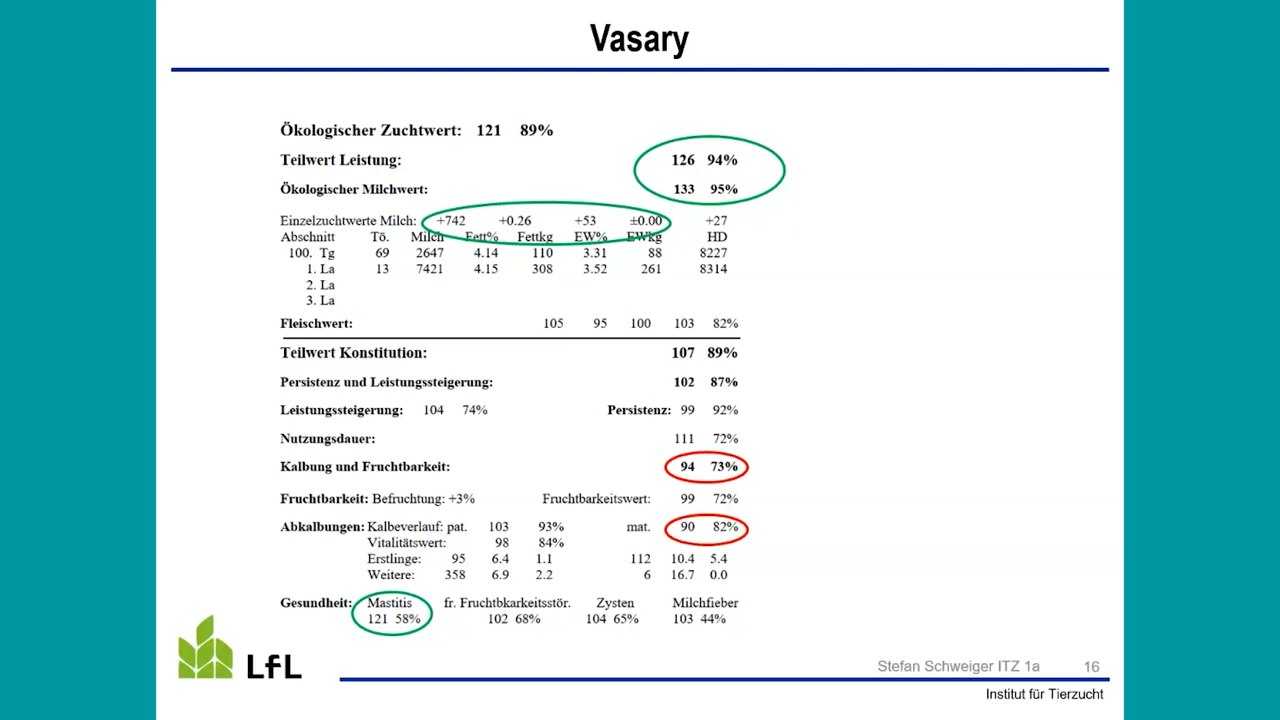 Vasary
Ökologischer Zuchtwert: 121 89%
Teilwert Leistung: 126 94%
Ökologischer Milchwert: 133 95%
Einzelzuchtwerte Milch: +742 +0.26 +53 ±0.00 +27
Abschnitt Tö. Milch Fett% Fettkg EW% EWkg HD
100. Tg 69 2647 4.14 110 3.31 88 8227
1. La 13 7421 4.15 308 3.52 261 8314
2. La
3. La
Fleischwert: 105 95 100 103 82%
Teilwert Konstitution: 107 89%
Persistenz und Leistungssteigerung: 102 87%
Leistungssteigerung: 104 74% Persistenz: 99 92%
Nutzungsdauer: 111 72%
Kalbung und Fruchtbarkeit: 94 73%
Fruchtbarkeit: Befruchtung: +3% Fruchtbarkeitswert: 99 72%
Abkalbungen: Kalbeverlauf: pat. 103 93% mat. 90 82%
Vitalitätswert: 98 84%
Erstlinge: 95 6.4 1.1 112 10.4 5.4
Weitere: 358 6.9 2.2 6 16.7 0.0
Gesundheit: Mastitis fr. Fruchtbkarkeitsstör. Zysten Milchfieber
121 58% 102 68% 104 65% 103 44%
LfL
Stefan Schweiger ITZ 1a 16
Institut für Tierzucht